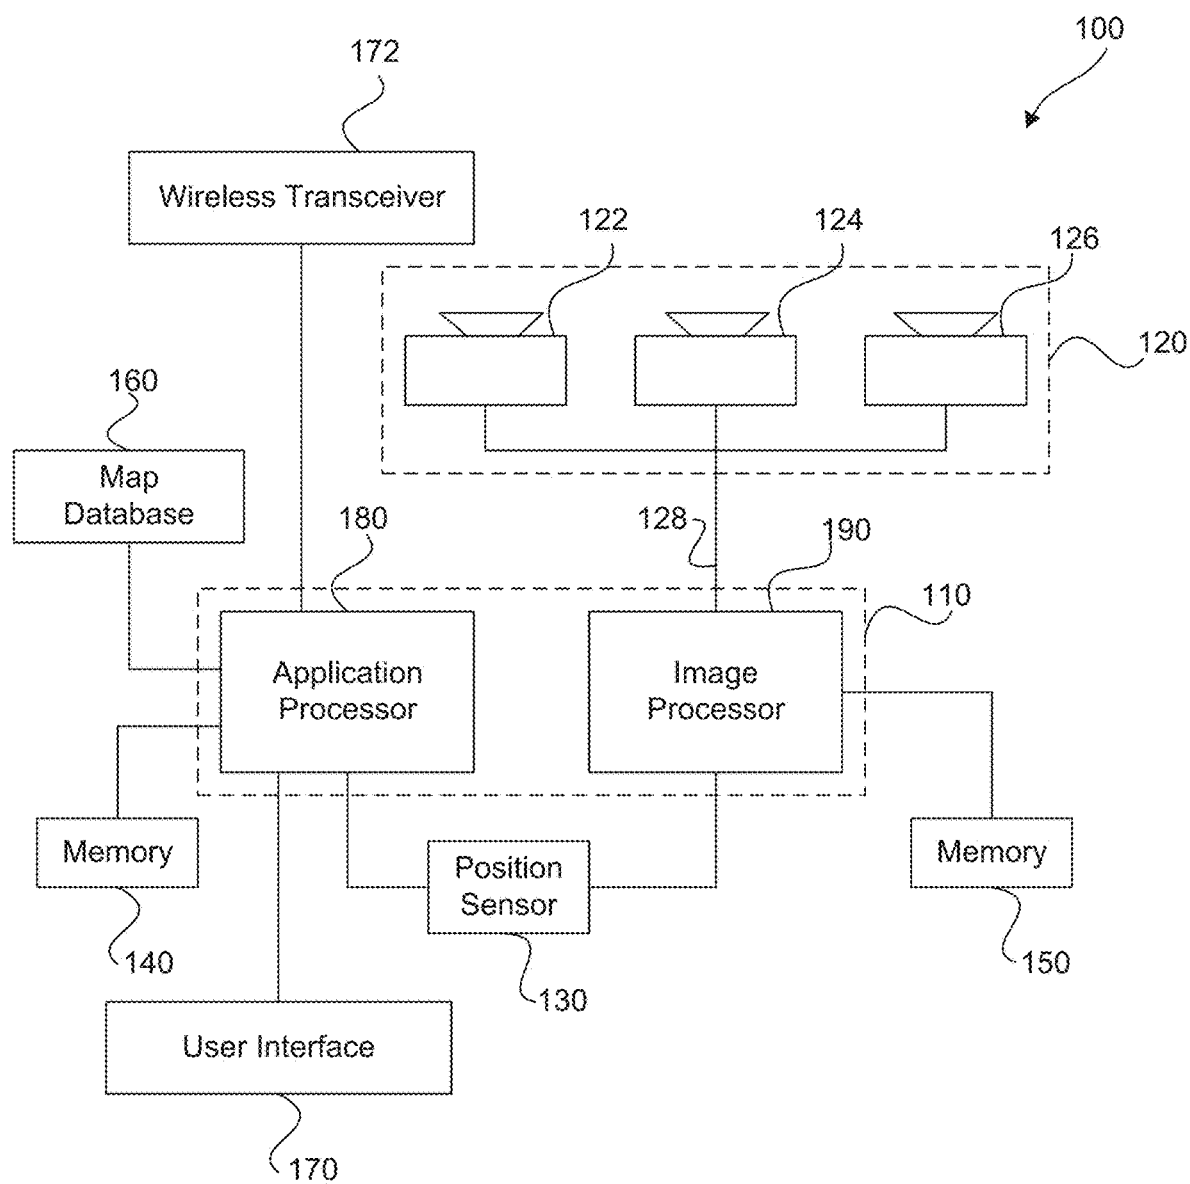 100
172
Wireless Transceiver
122
124
126
120
160
Map
Database
180
128
190
110
Application
Processor
Image
Processor
Memory
Position
Sensor
Memory
140
130
150
User Interface
170